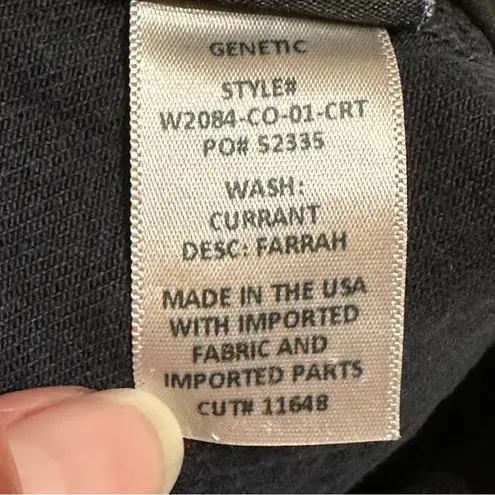 GENETIC
STYLE#
W2084-CO-01-CRT
PO# 52335
WASH:
CURRANT
DESC: FARRAH
MADE IN THE USA
WITH IMPORTED
FABRIC AND
IMPORTED PARTS
CUT# 11648